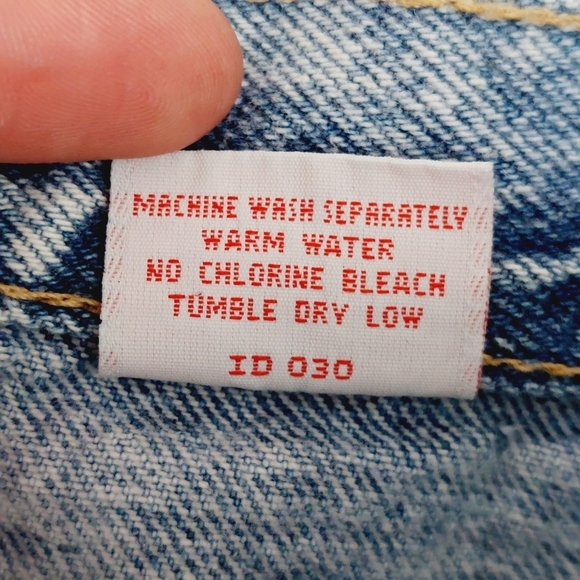 MACHINE WASH SEPARATELY
WARM WATER
NO CHLORINE BLEACH
TUMBLE DRY LOW
ID 030